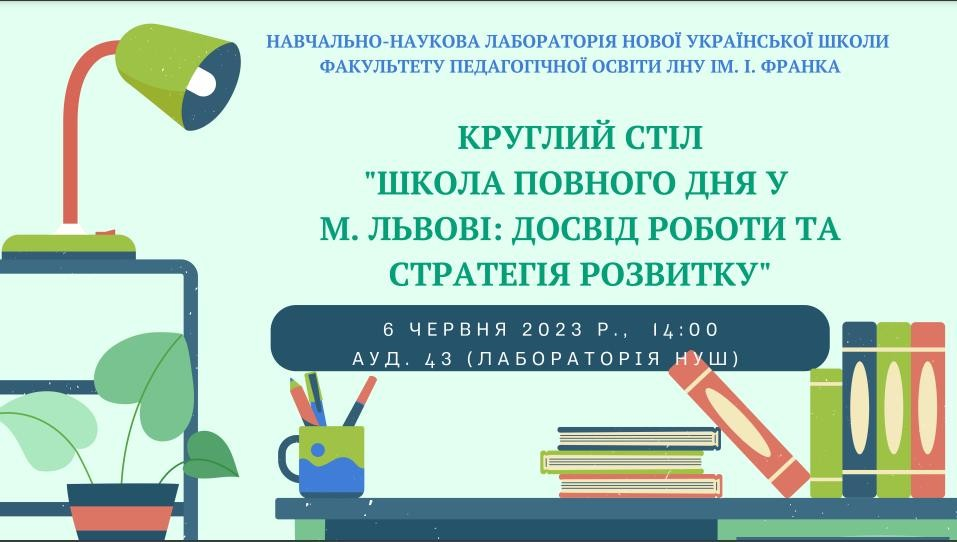 НАВЧАЛЬНО-НАУКОВА ЛАБОРАТОРІЯ НОВОЇ УКРАЇНСЬКОЇ ШКОЛИ
ФАКУЛЬТЕТУ ПЕДАГОГІЧНОЇ ОСВІТИ ЛНУ ІМ. І. ФРАНКА
КРУГЛИЙ СТІЛ
"ШКОЛА ПОВНОГО ДНЯ У
М. ЛЬВОВІ: ДОСВІД РОБОТИ ТА
СТРАТЕГІЯ РОЗВИТКУ"
6 ЧЕРВНЯ 2023 Р., 14:00
АУД. 43 (ЛАБОРАТОРІЯ НУШ)